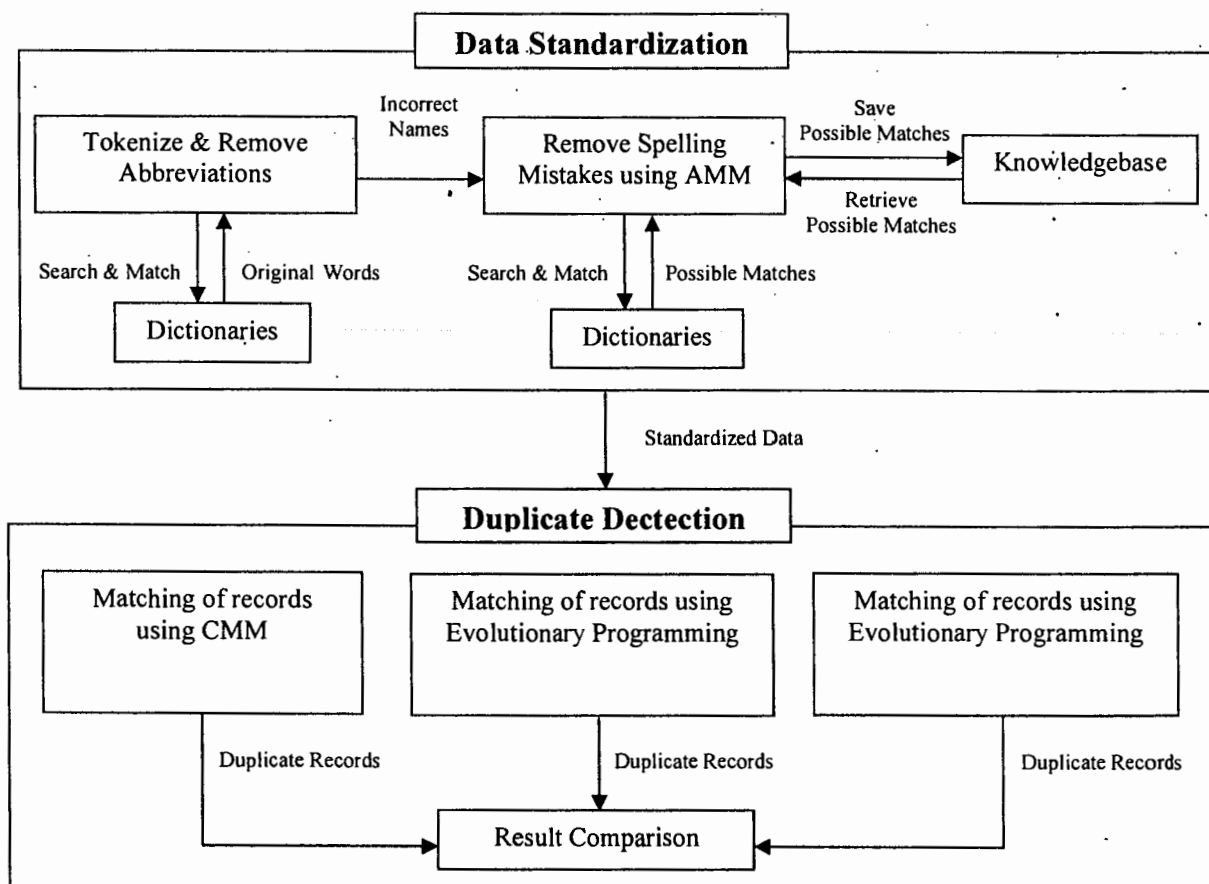 Data Standardization
Incorrect
Names
Save
Possible Matches
Tokenize & Remove
Abbreviations
Remove Spelling
Mistakes using AMM
Knowledgebase
Retrieve
Possible Matches
Search & Match
Original Words
Search & Match
Possible Matches
Dictionaries
Dictionaries
Standardized Data
Duplicate Dectection
Matching of records
using CMM
Matching of records using
Evolutionary Programming
Matching of records using
Evolutionary Programming
Duplicate Records
Duplicate Records
Duplicate Records
Result Comparison